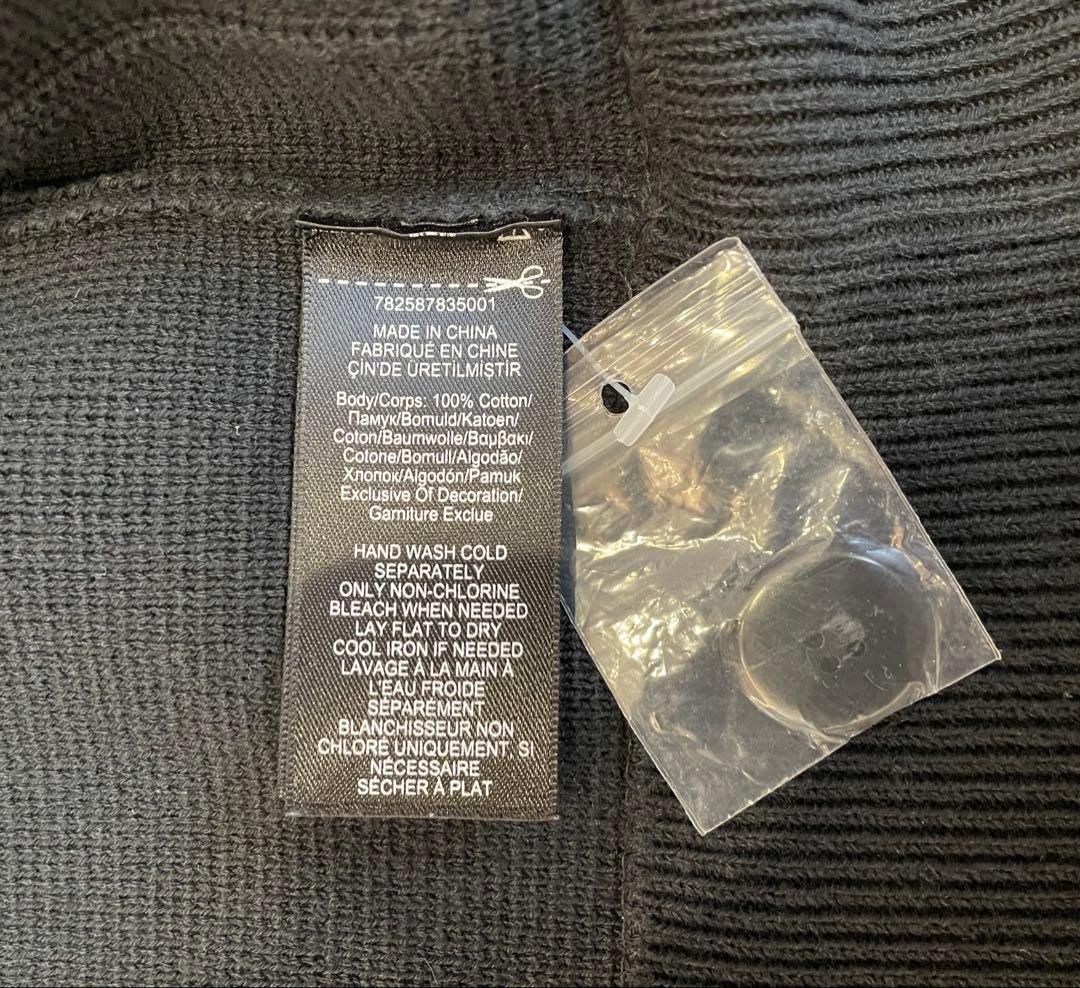 782587835001
MADE IN CHINA
FABRIQUÉ EN CHINE
ÇİN'DE ÜRETİLMİŞTİR
Body/Corps: 100% Cotton/
Памук/Bomuld/Katoen/
Coton/Baumwolle/Βαμβακι/
Cotone/Bomull/Algodão/
Хлопок/Algodón/Pamuk
Exclusive Of Decoration/
Garniture Exclue
HAND WASH COLD
SEPARATELY
ONLY NON-CHLORINE
BLEACH WHEN NEEDED
LAY FLAT TO DRY
COOL IRON IF NEEDED
LAVAGE À LA MAIN À
L'EAU FROIDE
SÉPARÉMENT
BLANCHISSEUR NON
CHLORÉ UNIQUEMENT, SI
NÉCESSAIRE
SÉCHER À PLAT